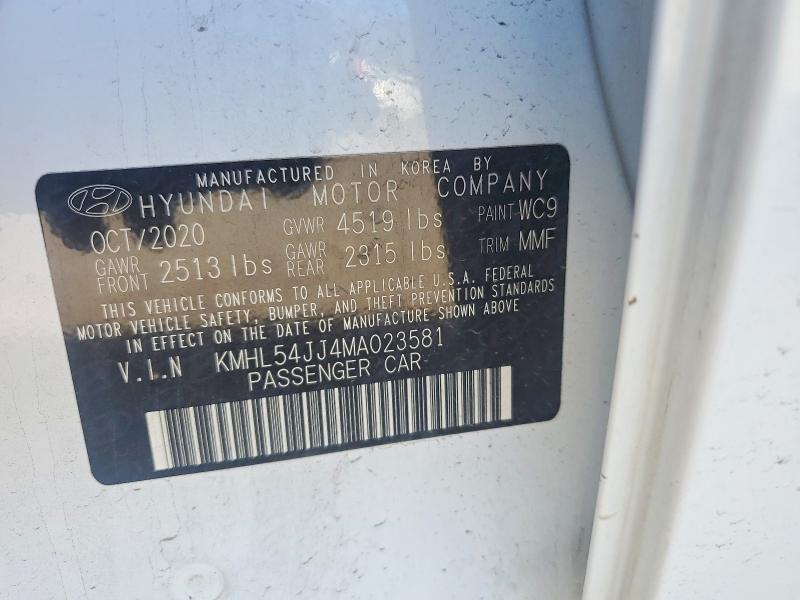 MANUFACTURED IN KOREA BY
HYUNDAI MOTOR COMPANY
OCT/2020 GVWR 4519 lbs PAINT WC9
GAWR FRONT 2513 lbs GAWR REAR 2315 lbs TRIM MMF
THIS VEHICLE CONFORMS TO ALL APPLICABLE U.S.A. FEDERAL
MOTOR VEHICLE SAFETY, BUMPER, AND THEFT PREVENTION STANDARDS
IN EFFECT ON THE DATE OF MANUFACTURE SHOWN ABOVE
V.I.N KMHL54JJ4MA023581
PASSENGER CAR